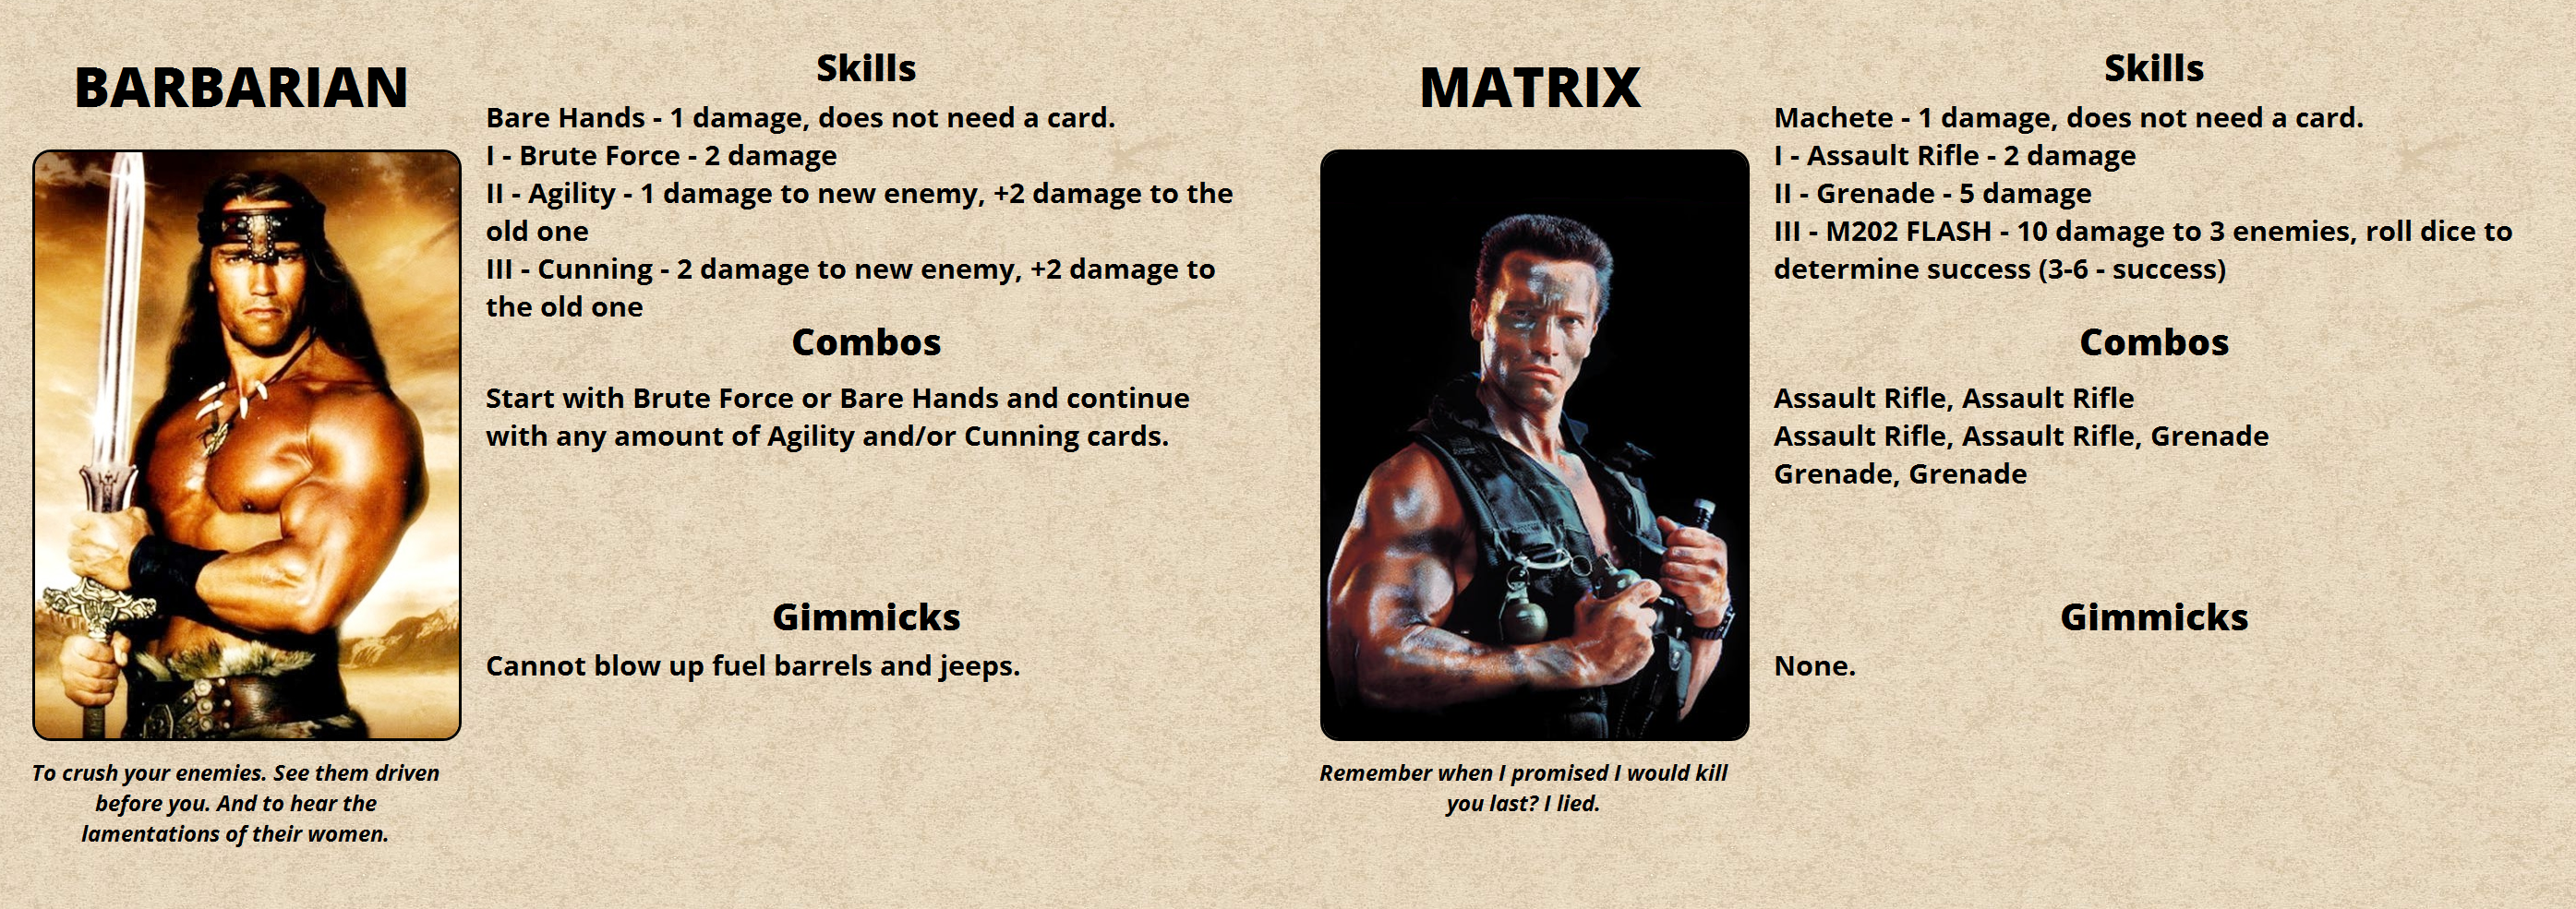 BARBARIAN
Skills
Bare Hands - 1 damage, does not need a card.
I - Brute Force - 2 damage
II - Agility - 1 damage to new enemy, +2 damage to the
old one
III - Cunning - 2 damage to new enemy, +2 damage to
the old one
Combos
Start with Brute Force or Bare Hands and continue
with any amount of Agility and/or Cunning cards.
Gimmicks
Cannot blow up fuel barrels and jeeps.
To crush your enemies. See them driven
before you. And to hear the
lamentations of their women.
MATRIX
Skills
Machete - 1 damage, does not need a card.
I - Assault Rifle - 2 damage
II - Grenade - 5 damage
III - M202 FLASH - 10 damage to 3 enemies, roll dice to
determine success (3-6 - success)
Combos
Assault Rifle, Assault Rifle
Assault Rifle, Assault Rifle, Grenade
Grenade, Grenade
Gimmicks
None.
Remember when I promised I would kill
you last? I lied.